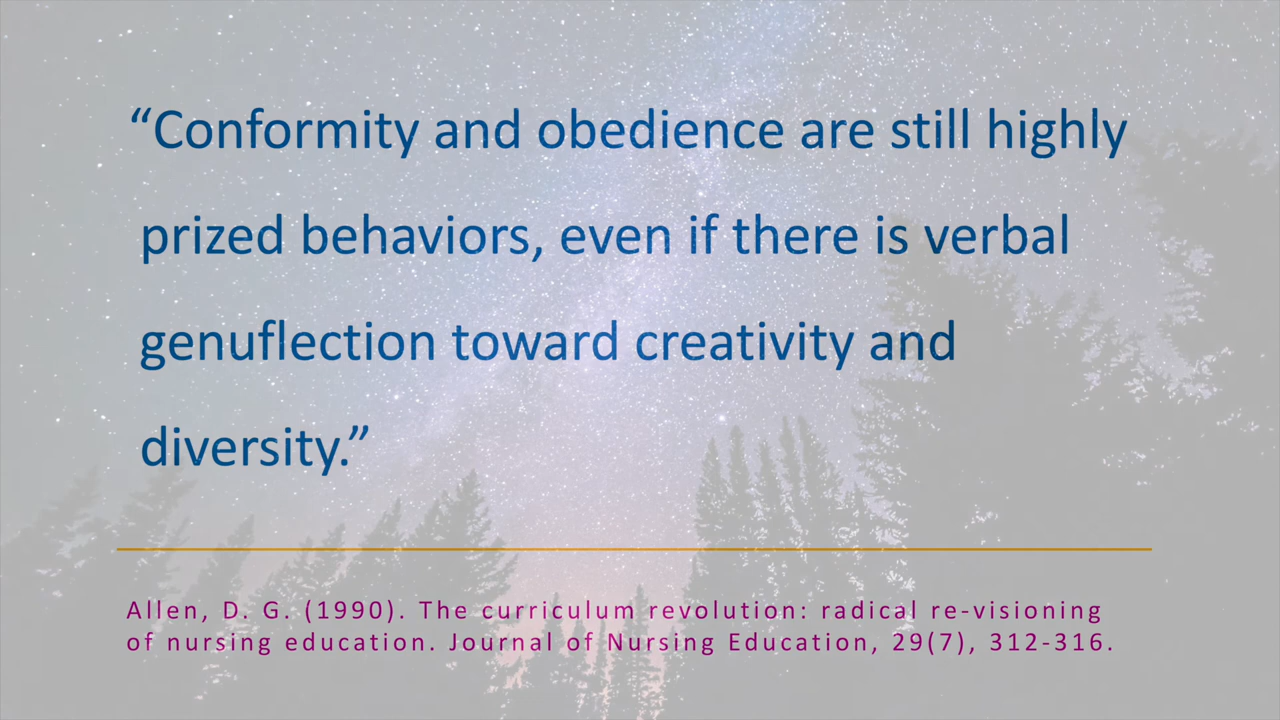 “Conformity and obedience are still highly
prized behaviors, even if there is verbal
genuflection toward creativity and
diversity.”
Allen, D. G. (1990). The curriculum revolution: radical re-visioning
of nursing education. Journal of Nursing Education, 29(7), 312-316.